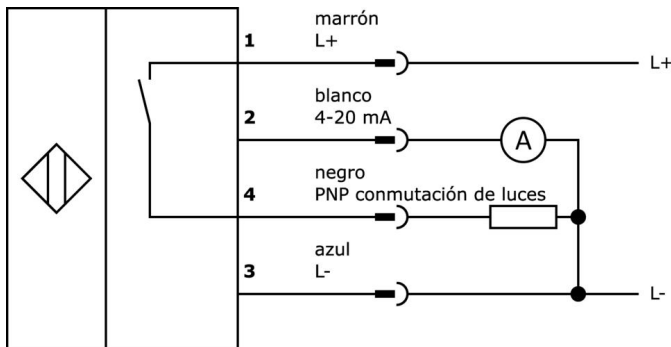 marrón
1 L+
L+
blanco
2 4-20 mA
A
negro
4 PNP conmutación de luces
azul
3 L-
L-